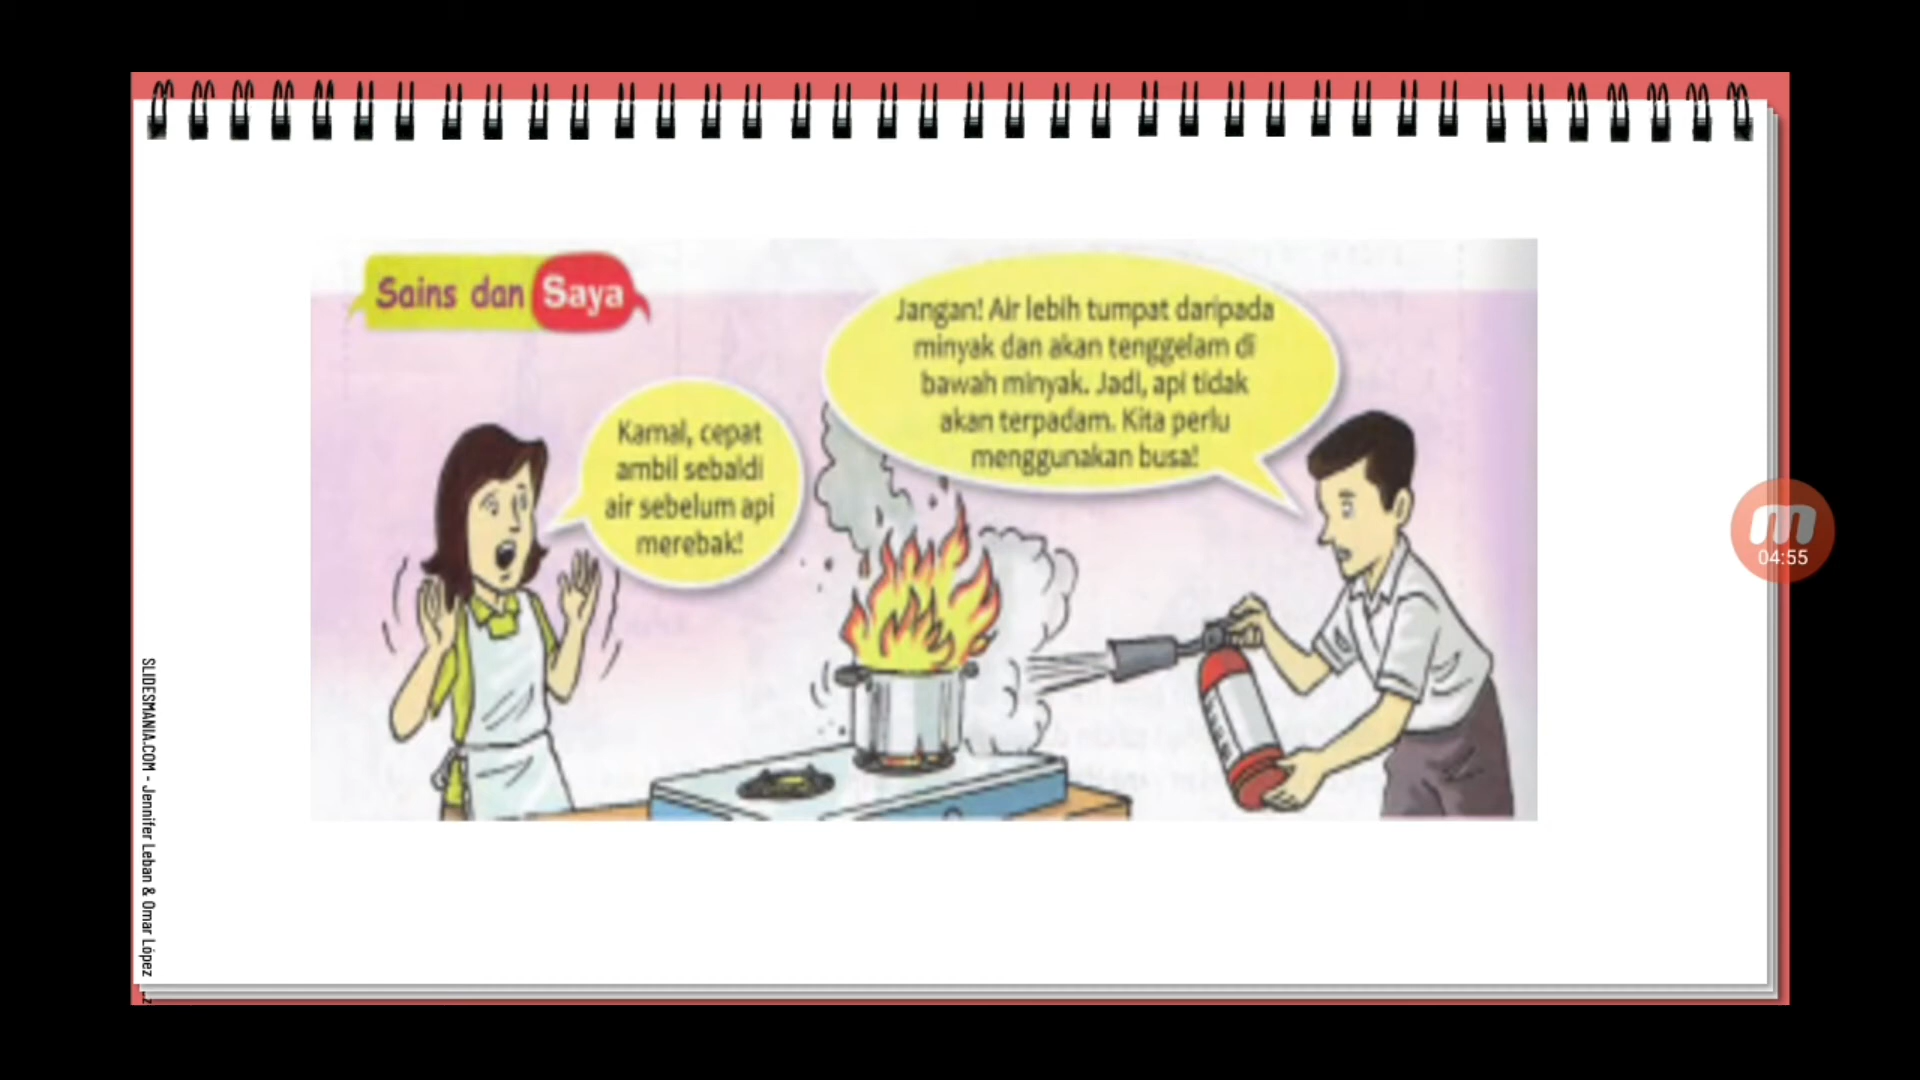 Sains dan Saya
Jangan! Air lebih tumpat daripada
minyak dan akan tenggelam di
bawah minyak. Jadi, api tidak
akan terpadam. Kita perlu
menggunakan busa!
Kamal, cepat
ambil sebaldi
air sebelum api
merebak!
m
04:55
SLIDESMANIA.COM - Jennifer Leban & Omar López